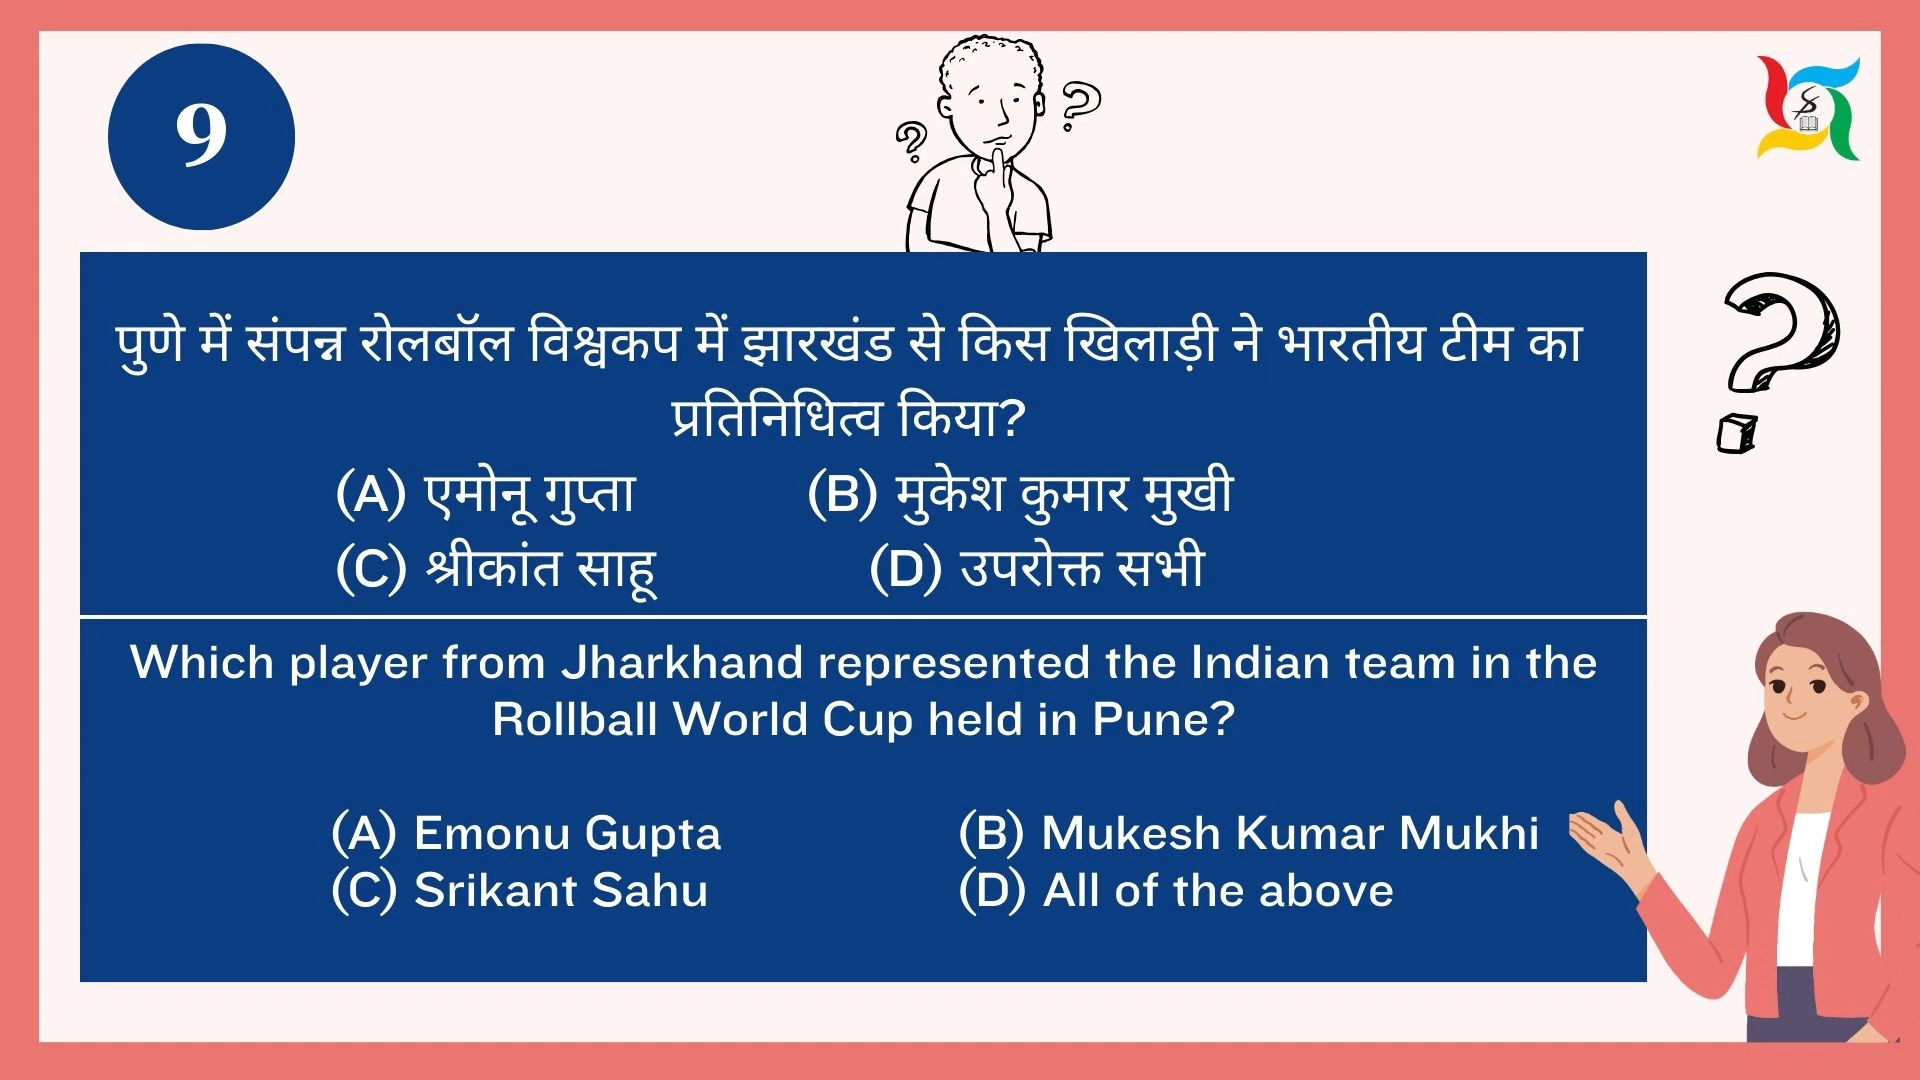 9
पुणे में संपन्न रोलबॉल विश्वकप में झारखंड से किस खिलाड़ी ने भारतीय टीम का
प्रतिनिधित्व किया?
(A) एमोनू गुप्ता (B) मुकेश कुमार मुखी
(C) श्रीकांत साहू (D) उपरोक्त सभी
Which player from Jharkhand represented the Indian team in the
Rollball World Cup held in Pune?
(A) Emonu Gupta (B) Mukesh Kumar Mukhi
(C) Srikant Sahu (D) All of the above